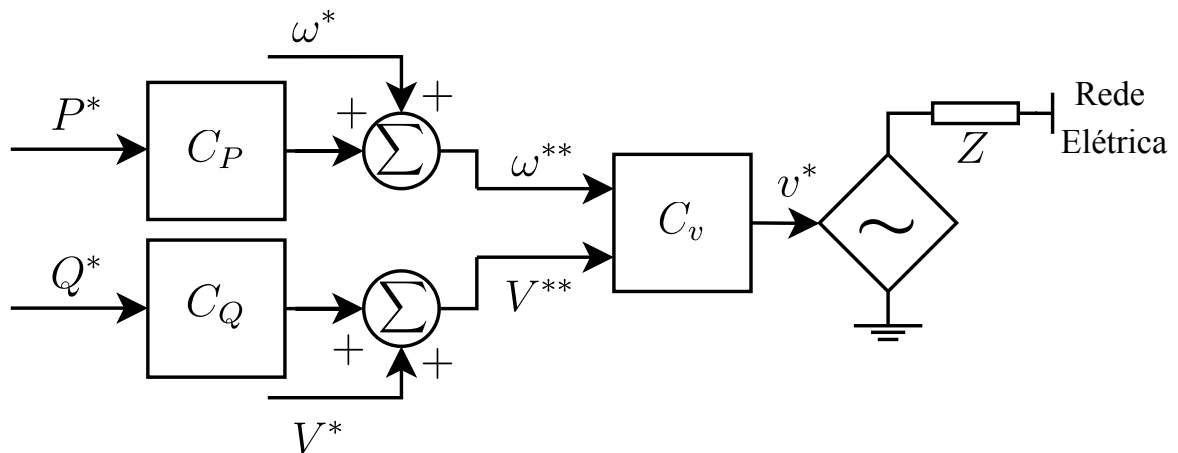 ω*
P*
C_P
+
+
Σ
ω**
Q*
C_Q
+
+
Σ
V**
V*
C_v
v*
~
Z
Rede
Elétrica